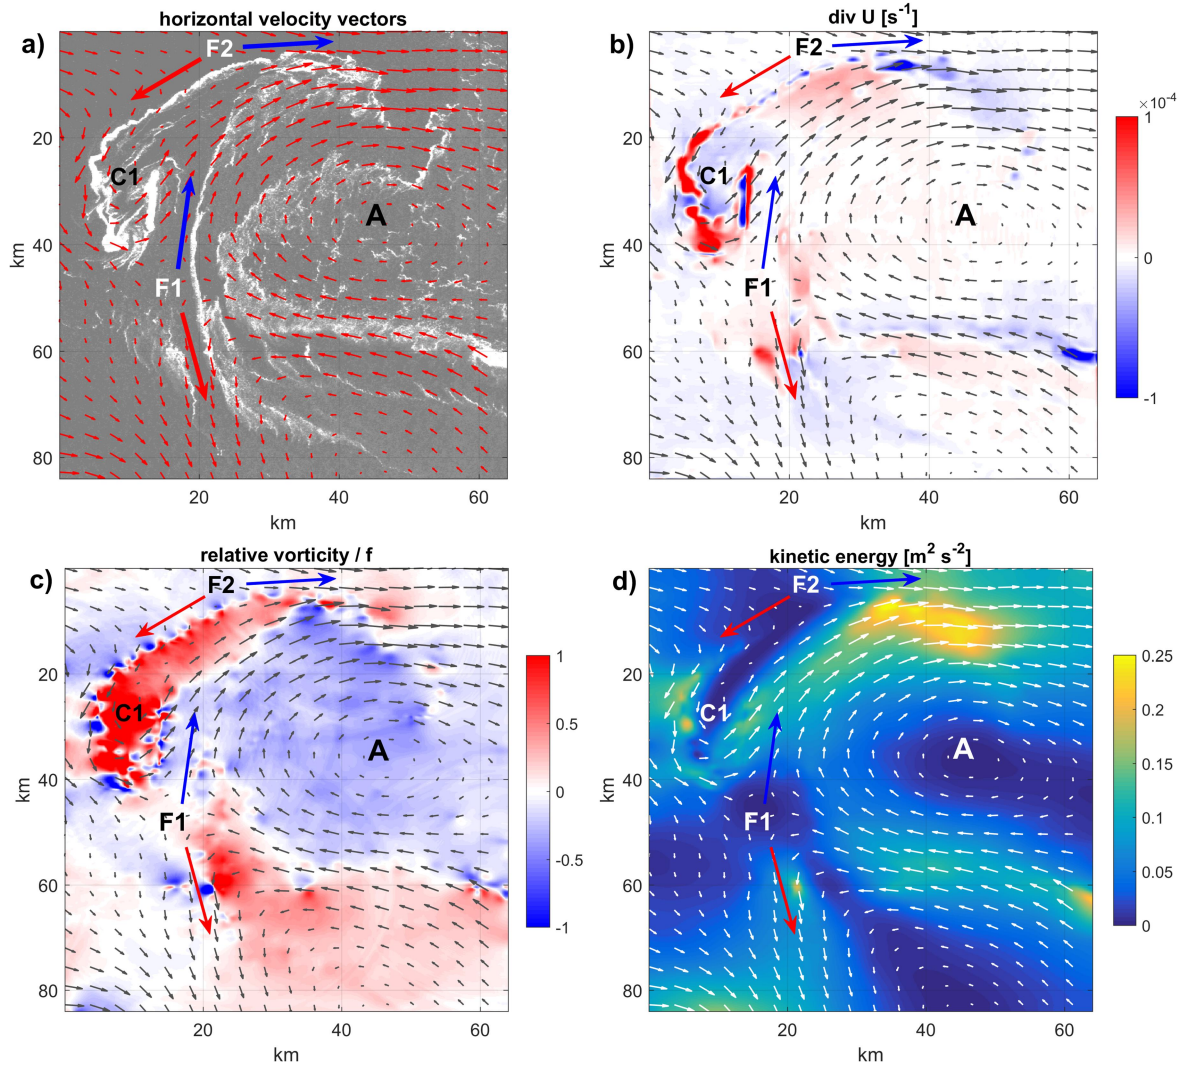 horizontal velocity vectors
a)
F2
C1
A
F1
20
40
60
80
km
20
40
60
km
div U [s⁻¹]
b)
F2
C1
A
F1
20
40
60
80
km
20
40
60
km
×10⁻⁴
1
0
-1
relative vorticity / f
c)
F2
C1
A
F1
20
40
60
80
km
20
40
60
km
1
0.5
0
-0.5
-1
kinetic energy [m² s⁻²]
d)
F2
C1
A
F1
20
40
60
80
km
20
40
60
km
0.25
0.2
0.15
0.1
0.05
0